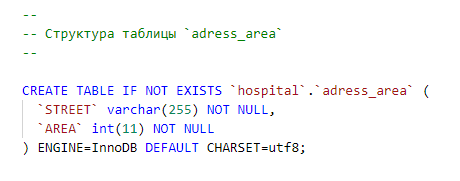 --
-- Структура таблицы `adress_area`
--
CREATE TABLE IF NOT EXISTS `hospital`.`adress_area` (
  `STREET` varchar(255) NOT NULL,
  `AREA` int(11) NOT NULL
) ENGINE=InnoDB DEFAULT CHARSET=utf8;